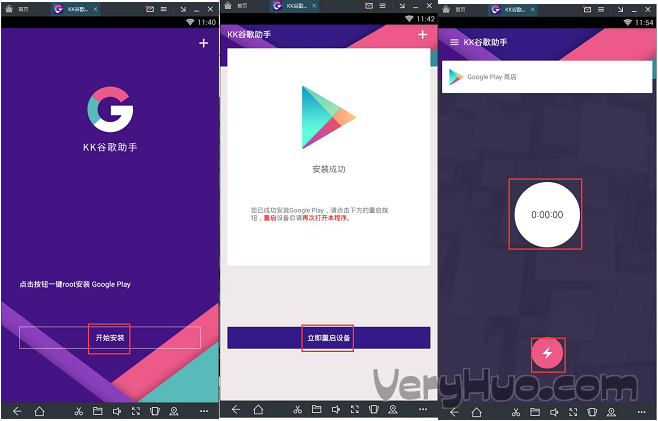 首页
KK谷歌...
11:40
KK谷歌助手
点击按钮一键root安装 Google Play
开始安装
首页
KK谷歌...
11:42
KK谷歌助手
安装成功
您已成功安装Google Play，请点击下方的重启按
钮，重启设备后请再次打开本程序。
立即重启设备
首页
KK谷歌...
11:54
KK谷歌助手
Google Play 商店
0:00:00
VeryHuo.com